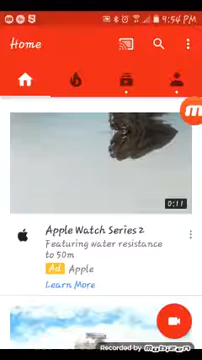 9:54 PM
Home
0:11
Apple Watch Series 2
Featuring water resistance
to 50m
Ad Apple
Learn More
Recorded by Mobizen